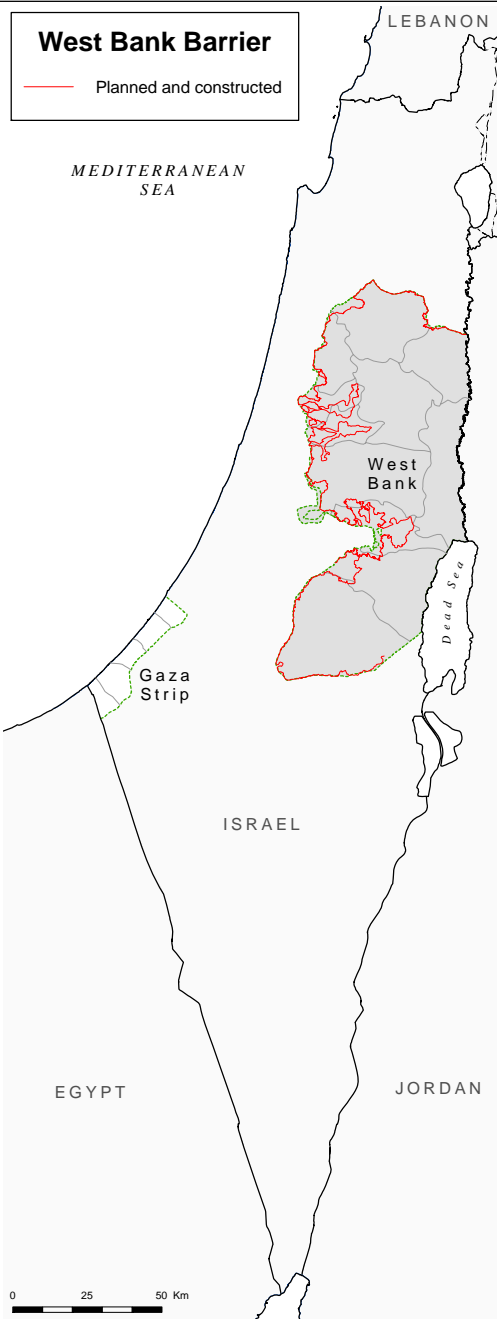 West Bank Barrier
Planned and constructed
LEBANON
MEDITERRANEAN
SEA
West
Bank
Dead Sea
Gaza
Strip
ISRAEL
EGYPT
JORDAN
0 25 50 Km